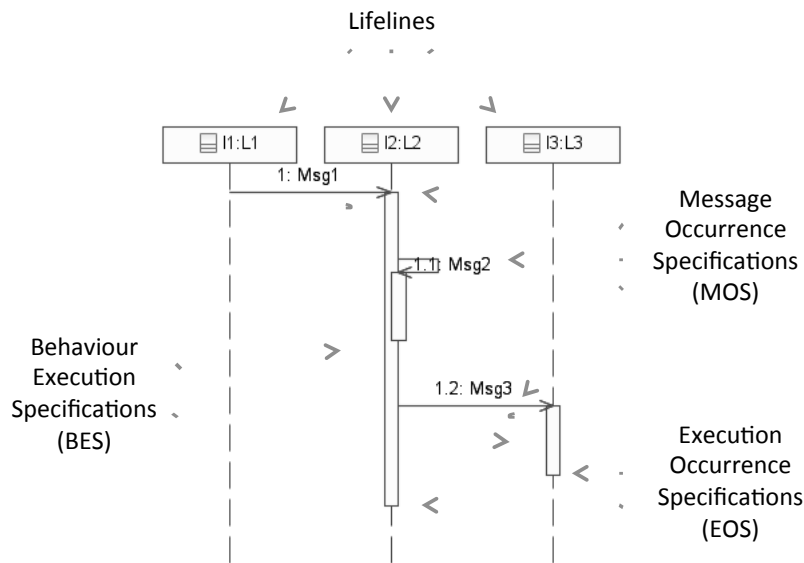 Lifelines
I1:L1
I2:L2
I3:L3
1: Msg1
Message
Occurrence
Specifications
(MOS)
1.1: Msg2
Behaviour
Execution
Specifications
(BES)
1.2: Msg3
Execution
Occurrence
Specifications
(EOS)